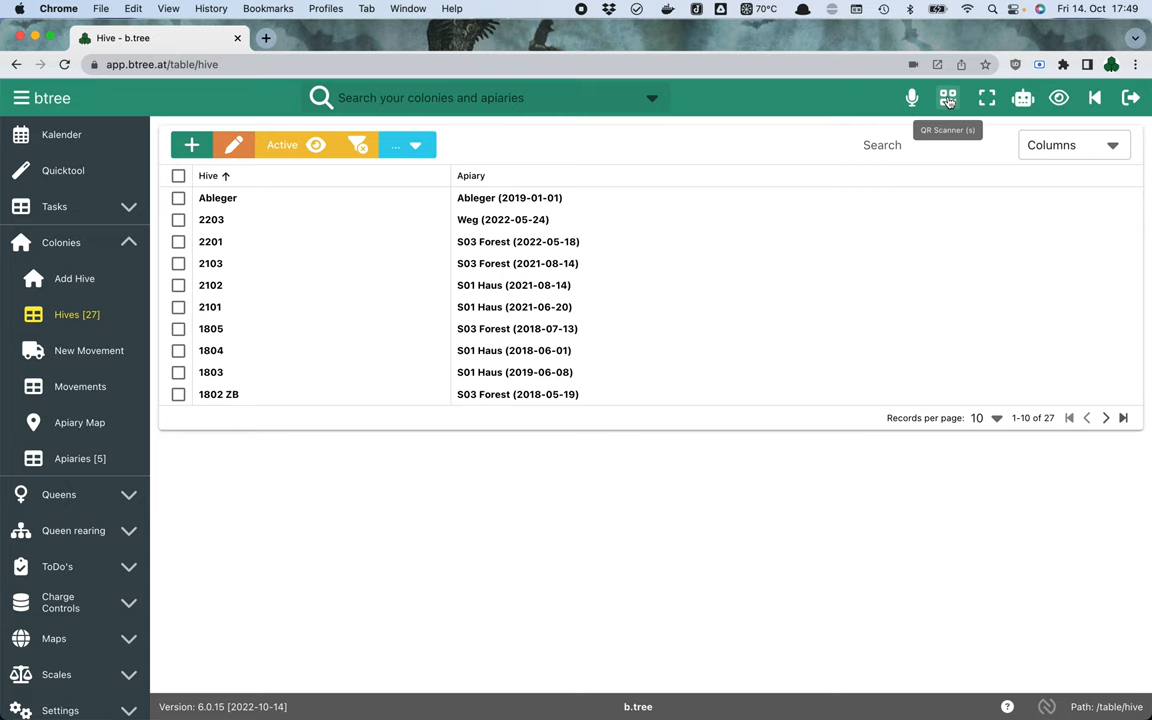 Chrome File Edit View History Bookmarks Profiles Tab Window Help 70°C Fri 14. Oct 17:49
Hive - b.tree
app.btree.at/table/hive
btree Search your colonies and apiaries
QR Scanner (s)
Kalender
Quicktool
Tasks
Colonies
Add Hive
Hives [27]
New Movement
Movements
Apiary Map
Apiaries [5]
Queens
Queen rearing
ToDo's
Charge
Controls
Maps
Scales
Settings
Active ... Search Columns
Hive Apiary
Ableger Ableger (2019-01-01)
2203 Weg (2022-05-24)
2201 S03 Forest (2022-05-18)
2103 S03 Forest (2021-08-14)
2102 S01 Haus (2021-08-14)
2101 S01 Haus (2021-06-20)
1805 S03 Forest (2018-07-13)
1804 S01 Haus (2018-06-01)
1803 S01 Haus (2019-06-08)
1802 ZB S03 Forest (2018-05-19)
Records per page: 10 1-10 of 27
Version: 6.0.15 [2022-10-14] b.tree ? Path: /table/hive